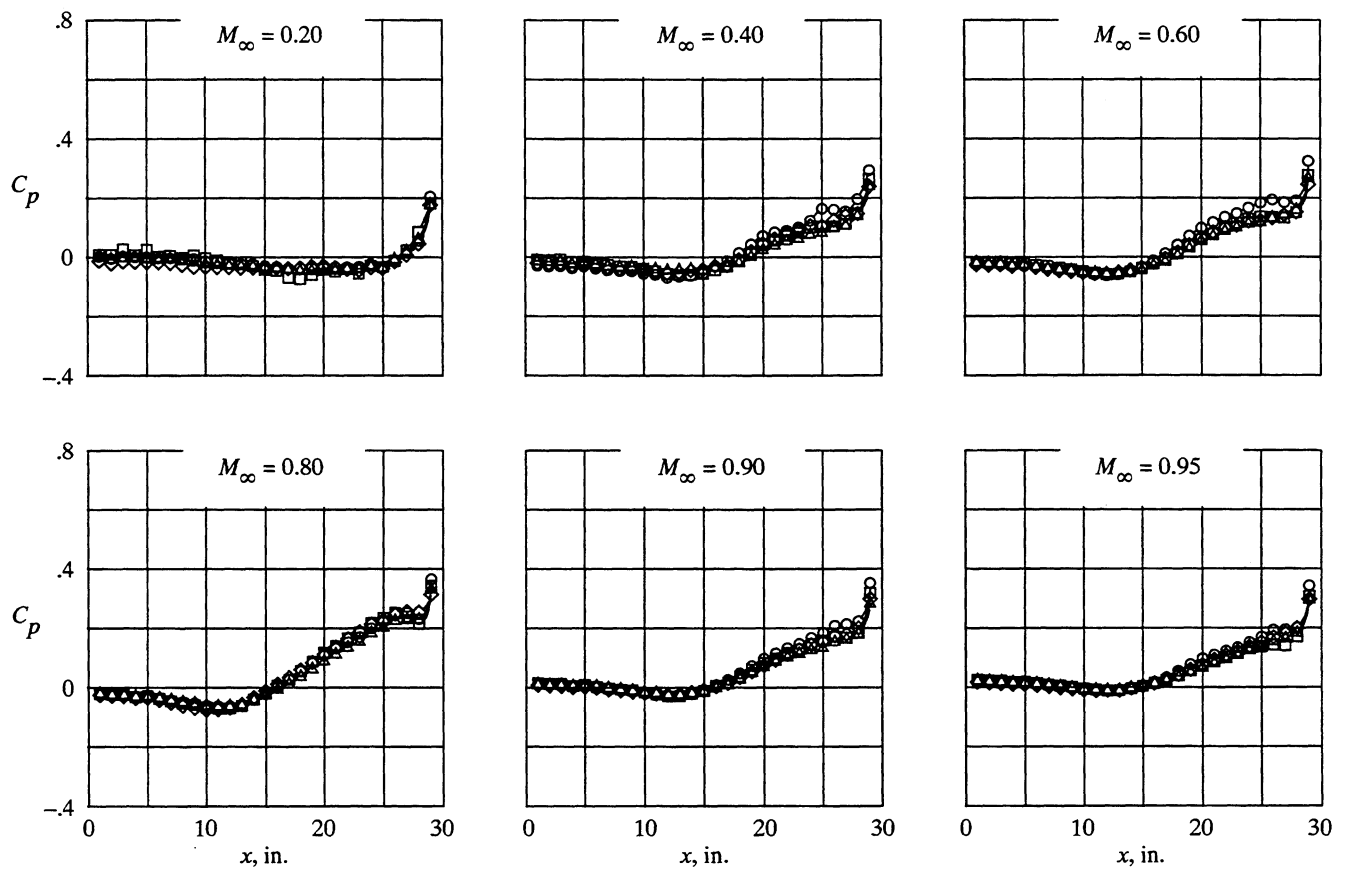 M∞ = 0.20
M∞ = 0.40
M∞ = 0.60
.8
.4
Cp
0
–.4
M∞ = 0.80
M∞ = 0.90
M∞ = 0.95
.8
.4
Cp
0
–.4
0 10 20 30
0 10 20 30
0 10 20 30
x, in.
x, in.
x, in.